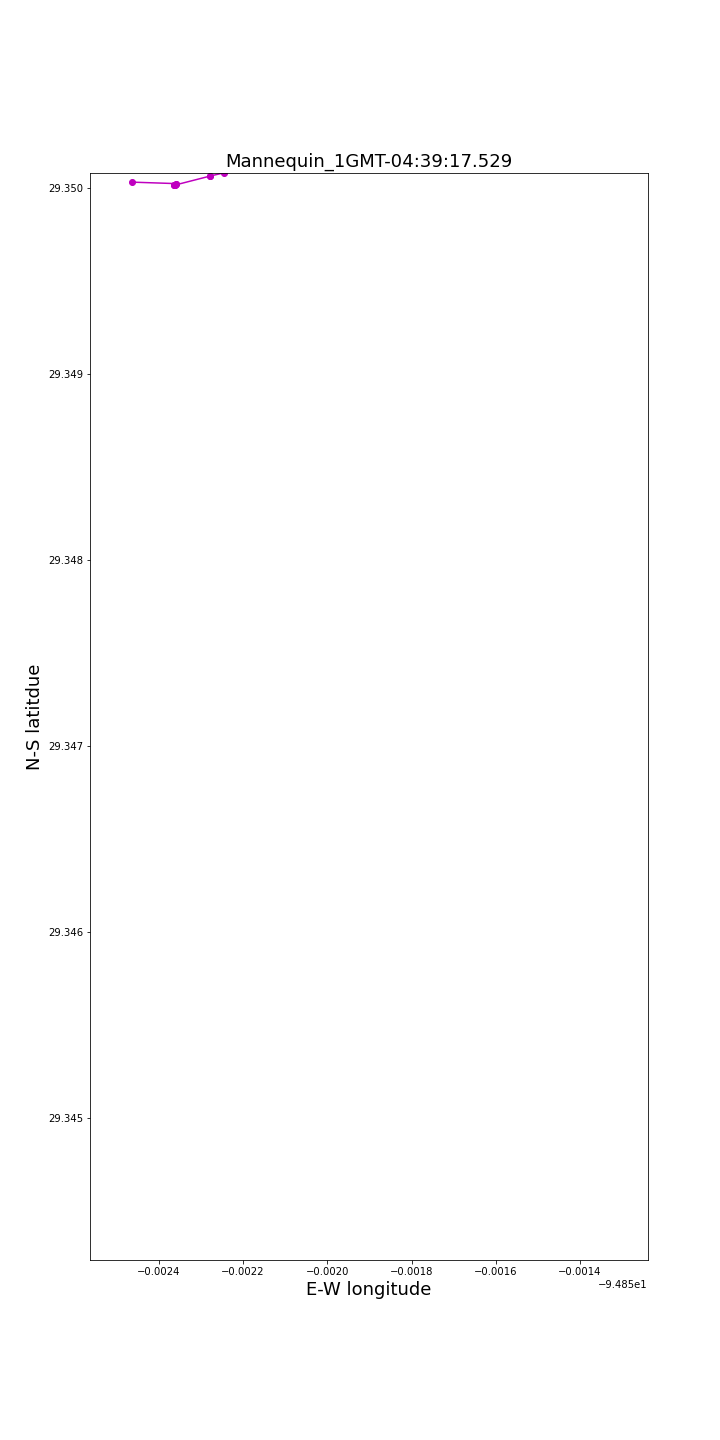 Mannequin_1GMT-04:39:17.529
29.350
29.349
29.348
29.347
29.346
29.345
N-S latitdue
−0.0024 −0.0022 −0.0020 −0.0018 −0.0016 −0.0014
−9.485e1
E-W longitude